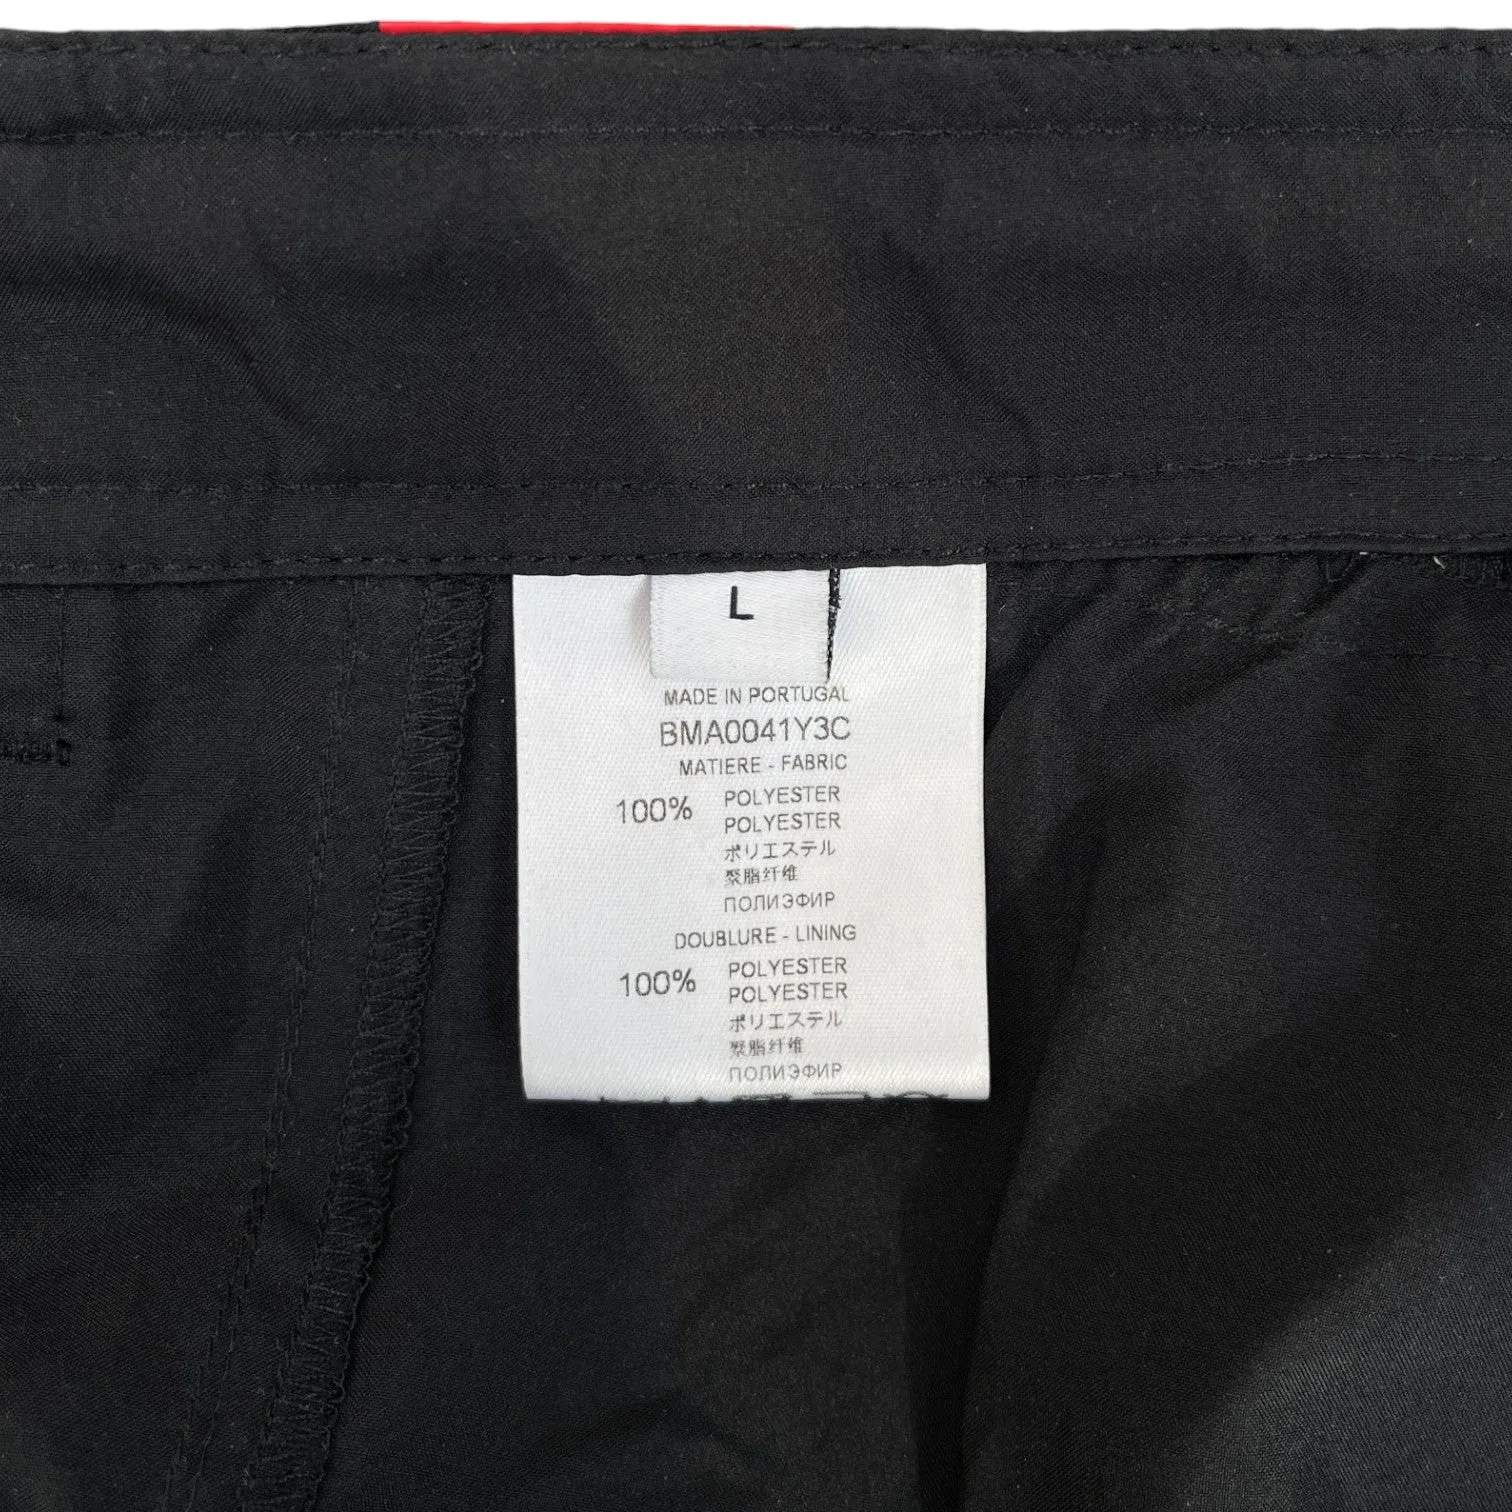 L
MADE IN PORTUGAL
BMA0041Y3C
MATIERE - FABRIC
100% POLYESTER
POLYESTER
ポリエステル
聚脂纤维
ПОЛИЭФИР
DOUBLURE - LINING
100% POLYESTER
POLYESTER
ポリエステル
聚脂纤维
ПОЛИЭФИР